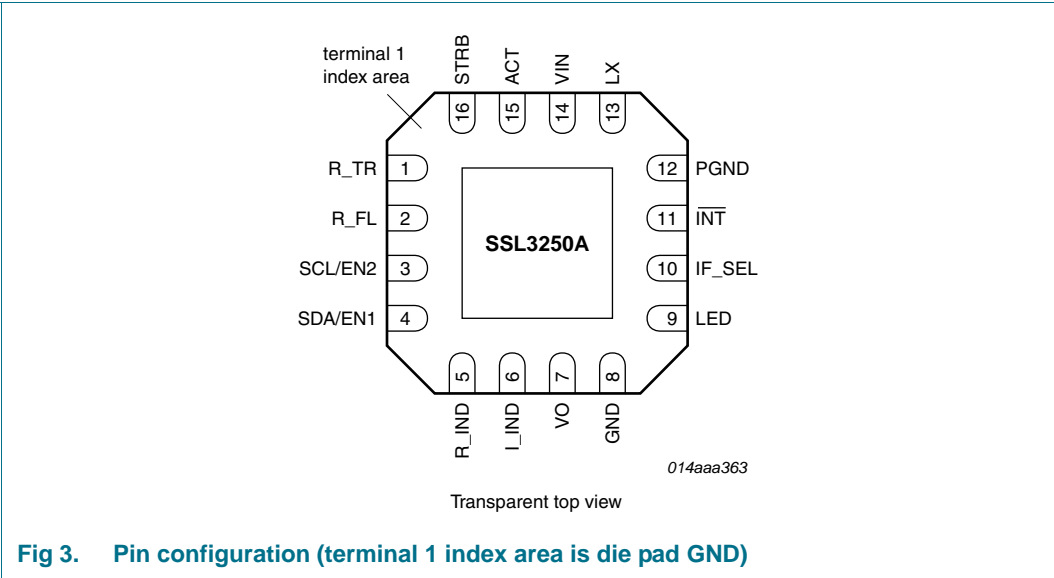 terminal 1
index area
STRB
ACT
VIN
LX
16
15
14
13
R_TR 1
12 PGND
R_FL 2
11 INT
SSL3250A
SCL/EN2 3
10 IF_SEL
SDA/EN1 4
9 LED
5
6
7
8
R_IND
I_IND
VO
GND
014aaa363
Transparent top view
Fig 3. Pin configuration (terminal 1 index area is die pad GND)